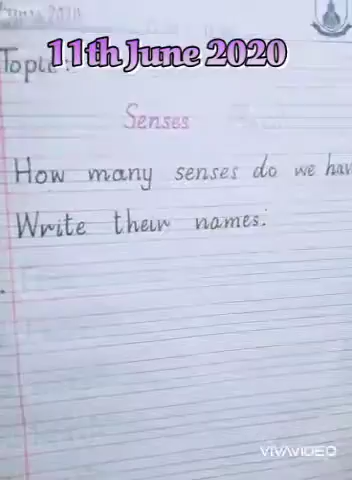 11th June 2020
Topic:
Senses
How many senses do we hav
Write their names.
VIVAVIDEO